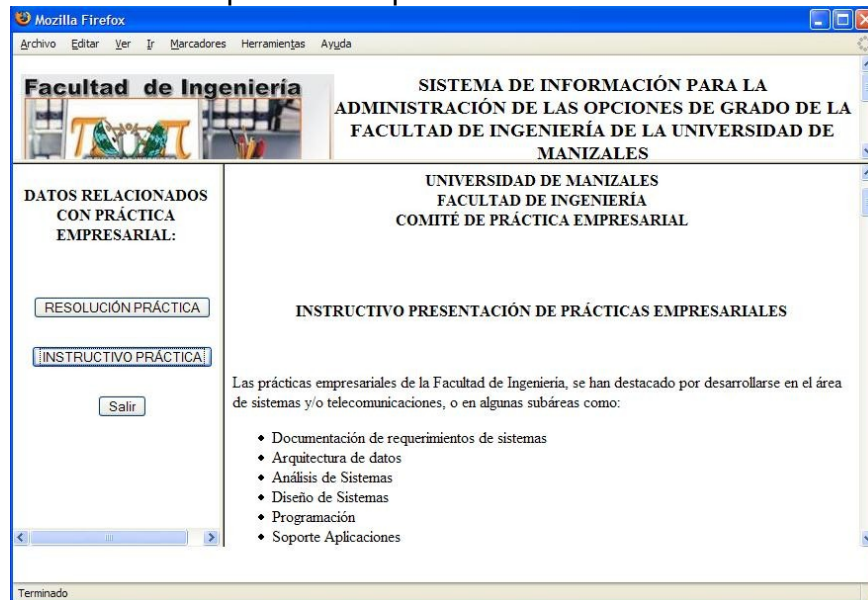 Mozilla Firefox
Archivo Editar Ver Ir Marcadores Herramientas Ayuda
Facultad de Ingeniería
SISTEMA DE INFORMACIÓN PARA LA
ADMINISTRACIÓN DE LAS OPCIONES DE GRADO DE LA
FACULTAD DE INGENIERÍA DE LA UNIVERSIDAD DE
MANIZALES
DATOS RELACIONADOS
CON PRÁCTICA
EMPRESARIAL:
RESOLUCIÓN PRÁCTICA
INSTRUCTIVO PRÁCTICA
Salir
UNIVERSIDAD DE MANIZALES
FACULTAD DE INGENIERÍA
COMITÉ DE PRÁCTICA EMPRESARIAL
INSTRUCTIVO PRESENTACIÓN DE PRÁCTICAS EMPRESARIALES
Las prácticas empresariales de la Facultad de Ingenieria, se han destacado por desarrollarse en el área
de sistemas y/o telecomunicaciones, o en algunas subáreas como:
• Documentación de requerimientos de sistemas
• Arquitectura de datos
• Análisis de Sistemas
• Diseño de Sistemas
• Programación
• Soporte Aplicaciones
Terminado